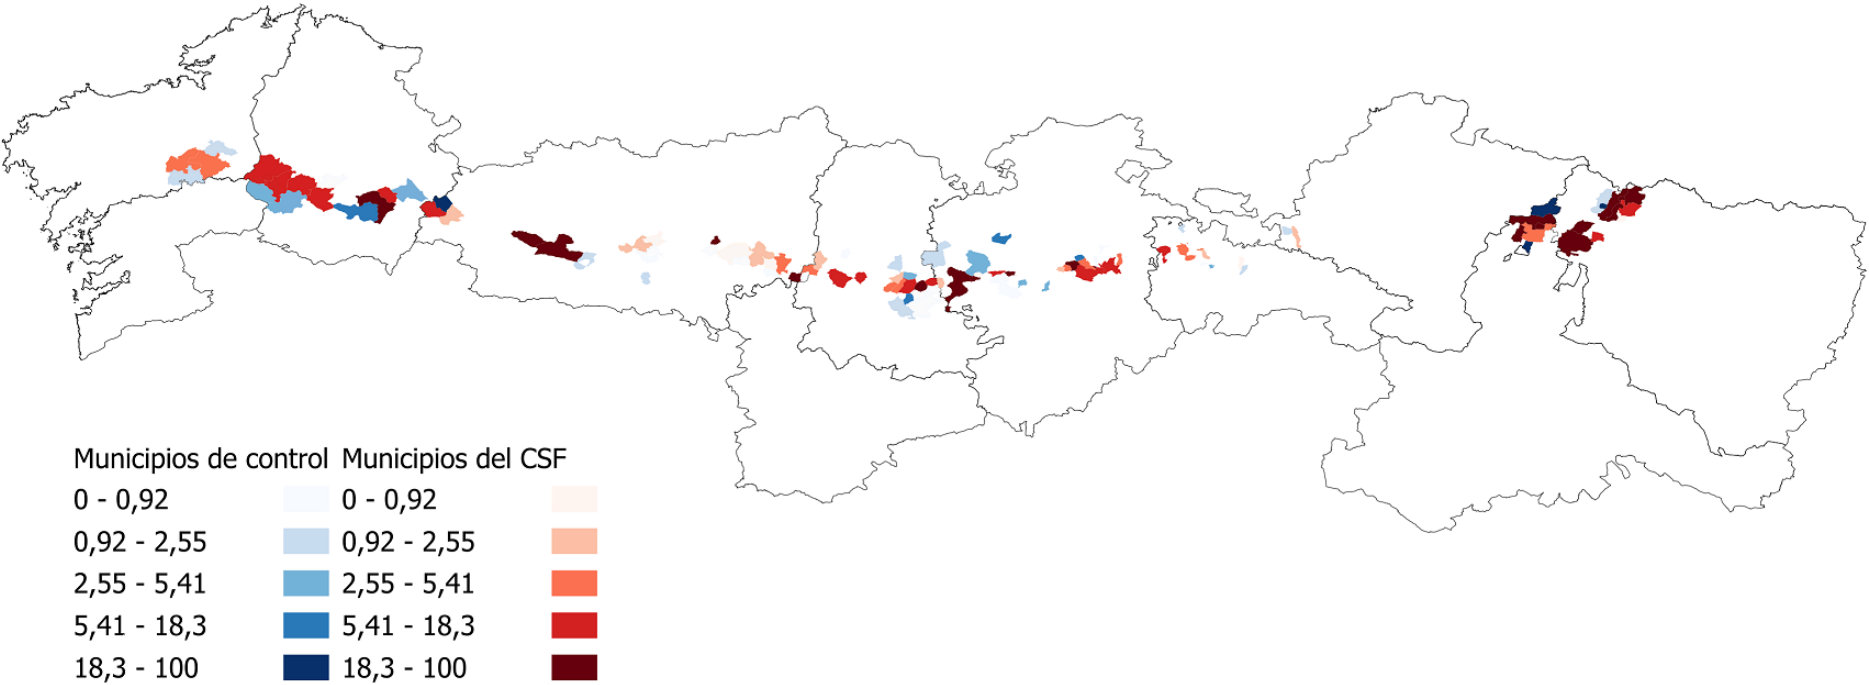 Municipios de control Municipios del CSF
0 - 0,92 0 - 0,92
0,92 - 2,55 0,92 - 2,55
2,55 - 5,41 2,55 - 5,41
5,41 - 18,3 5,41 - 18,3
18,3 - 100 18,3 - 100